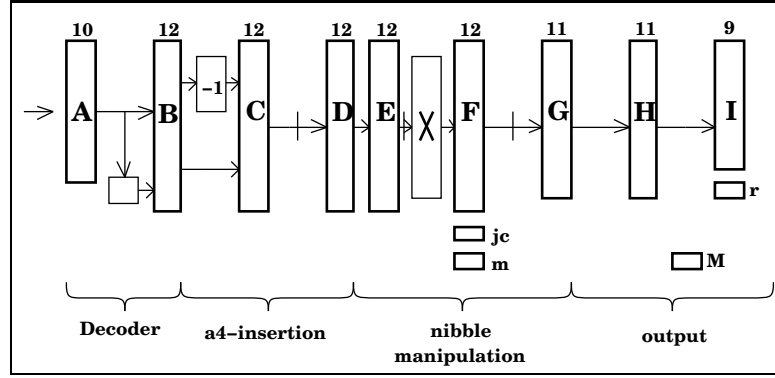 10 12 12 12 12 12 11 11 9
-1
A B C D E X F G H I
r
jc
m M
Decoder a4-insertion nibble manipulation output